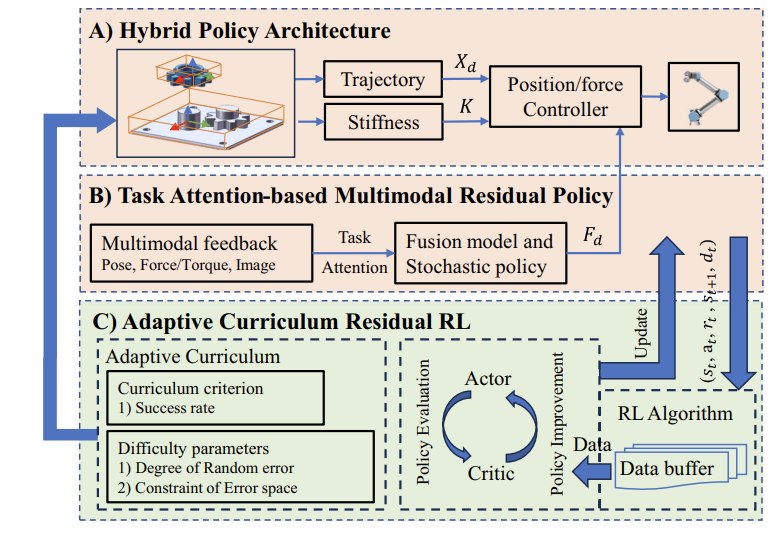 A) Hybrid Policy Architecture
Trajectory
X_d
Stiffness
K
Position/force
Controller
B) Task Attention-based Multimodal Residual Policy
Multimodal feedback
Pose, Force/Torque, Image
Task
Attention
Fusion model and
Stochastic policy
F_d
Update
(s_t, a_t, r_t, s_{t+1}, d_t)
C) Adaptive Curriculum Residual RL
Adaptive Curriculum
Curriculum criterion
1) Success rate
Difficulty parameters
1) Degree of Random error
2) Constraint of Error space
Policy Evaluation
Actor
Critic
Policy Improvement
RL Algorithm
Data
Data buffer